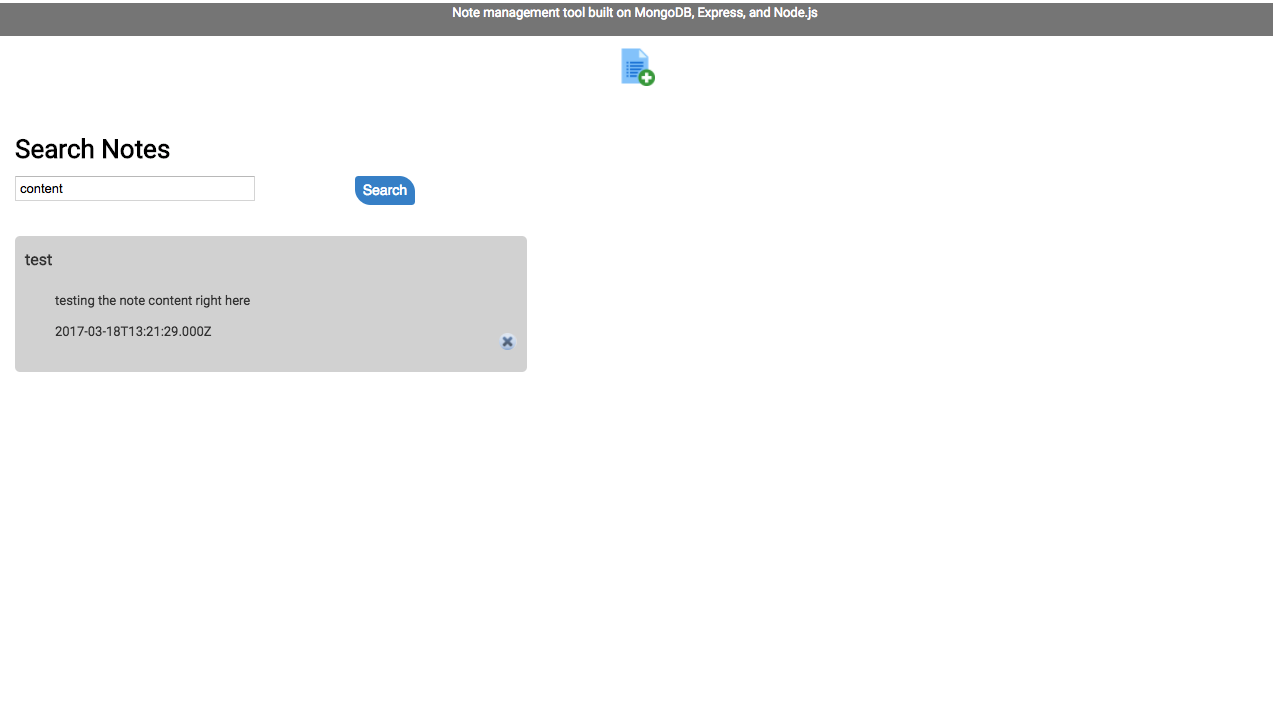 Note management tool built on MongoDB, Express, and Node.js
Search Notes
content
Search
test
testing the note content right here
2017-03-18T13:21:29.000Z